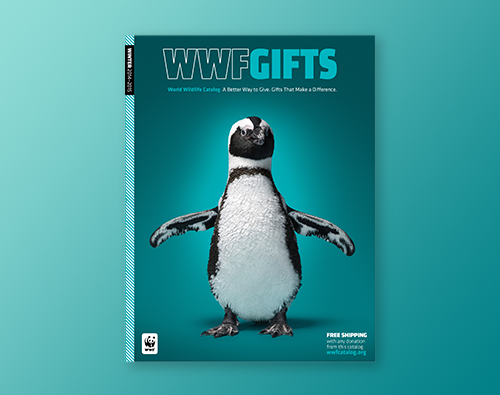 WINTER 2014-2015
WWFGIFTS
World Wildlife Catalog A Better Way to Give. Gifts That Make a Difference.
FREE SHIPPING
with any donation
from this catalog
wwfcatalog.org
WWF